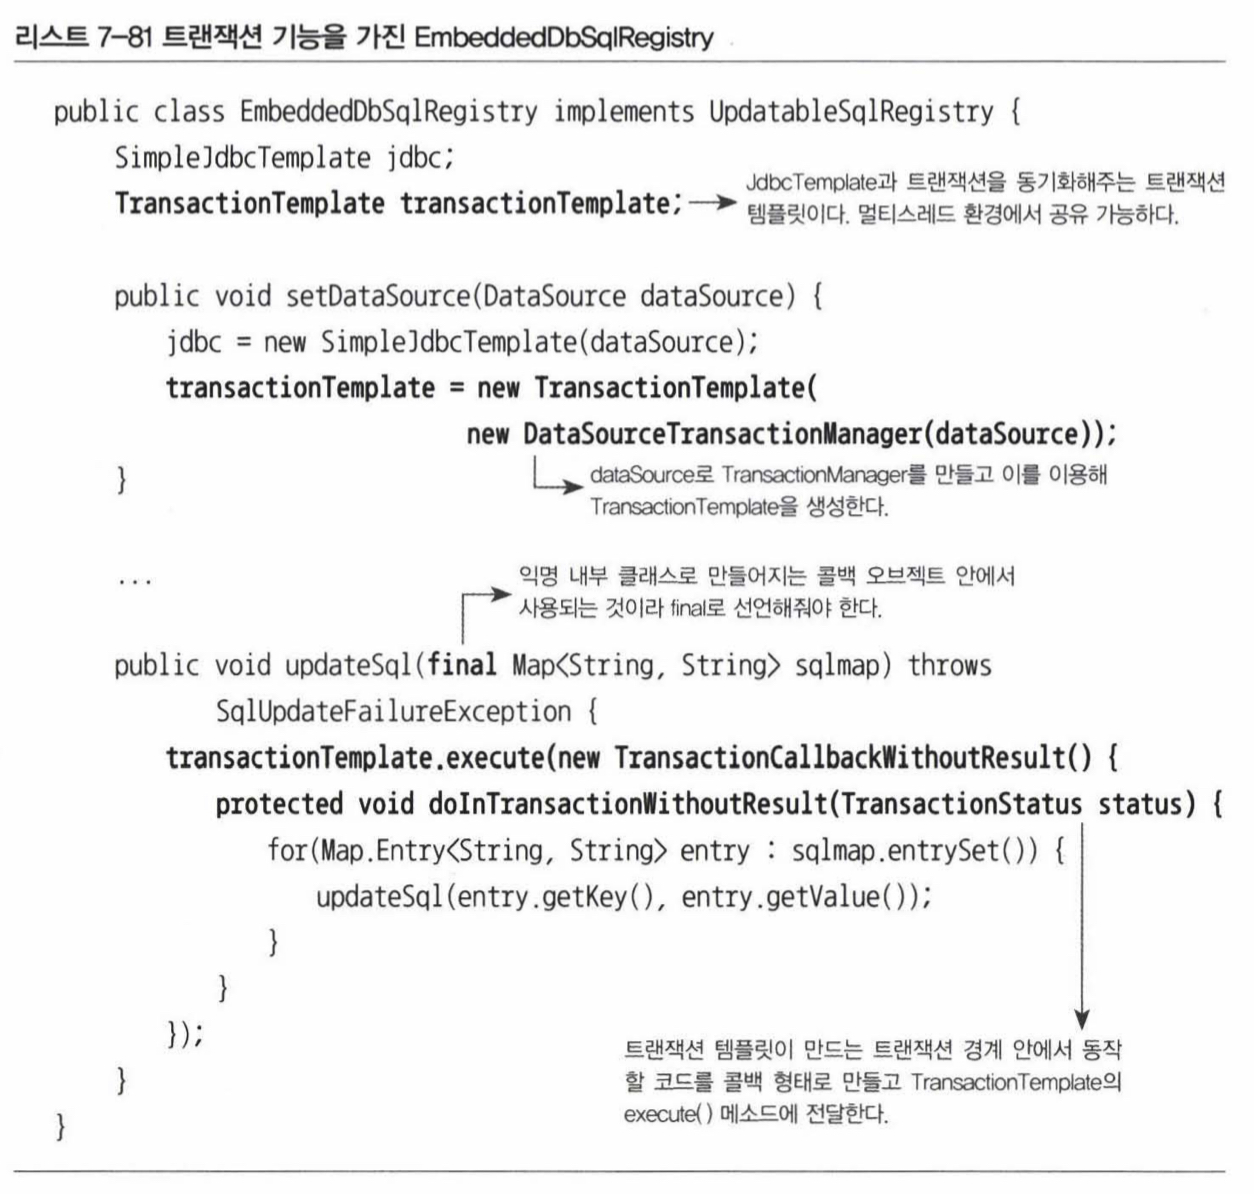 리스트 7–81 트랜잭션 기능을 가진 EmbeddedDbSqlRegistry
public class EmbeddedDbSqlRegistry implements UpdatableSqlRegistry {
SimpleJdbcTemplate jdbc;
TransactionTemplate transactionTemplate;
JdbcTemplate과 트랜잭션을 동기화해주는 트랜잭션
템플릿이다. 멀티스레드 환경에서 공유 가능하다.
public void setDataSource(DataSource dataSource) {
jdbc = new SimpleJdbcTemplate(dataSource);
transactionTemplate = new TransactionTemplate(
new DataSourceTransactionManager(dataSource));
}
dataSource로 TransactionManager를 만들고 이를 이용해
TransactionTemplate을 생성한다.
...
익명 내부 클래스로 만들어지는 콜백 오브젝트 안에서
사용되는 것이라 final로 선언해줘야 한다.
public void updateSql(final Map<String, String> sqlmap) throws
SqlUpdateFailureException {
transactionTemplate.execute(new TransactionCallbackWithoutResult() {
protected void doInTransactionWithoutResult(TransactionStatus status) {
for(Map.Entry<String, String> entry : sqlmap.entrySet()) {
updateSql(entry.getKey(), entry.getValue());
}
}
});
트랜잭션 템플릿이 만드는 트랜잭션 경계 안에서 동작
할 코드를 콜백 형태로 만들고 TransactionTemplate의
execute( ) 메소드에 전달한다.
}
}